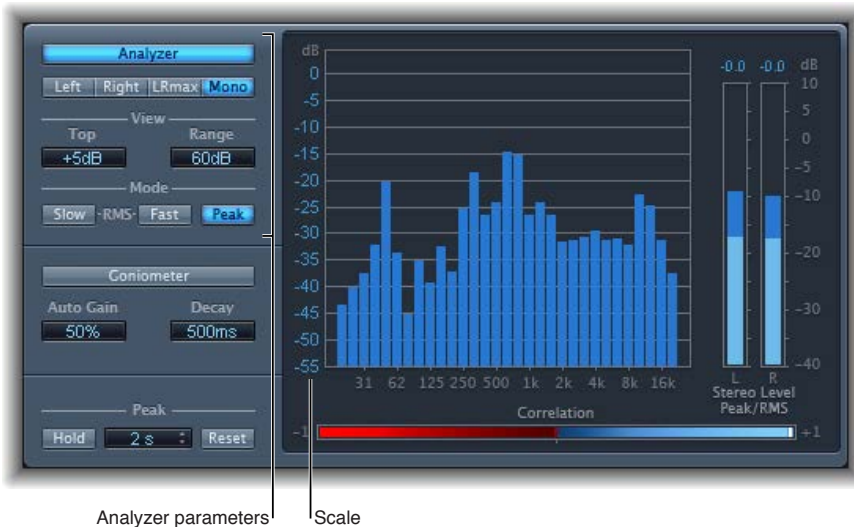 Analyzer
Left Right LRmax Mono
View
Top Range
+5dB 60dB
Mode
Slow -RMS- Fast Peak
Goniometer
Auto Gain Decay
50% 500ms
Peak
Hold 2 s Reset
dB
0
-5
-10
-15
-20
-25
-30
-35
-40
-45
-50
-55
31 62 125 250 500 1k 2k 4k 8k 16k
-0.0 -0.0 dB
10
5
0
-5
-10
-20
-30
-40
L R
Stereo Level
Peak/RMS
Correlation
-1 +1
Analyzer parameters
Scale